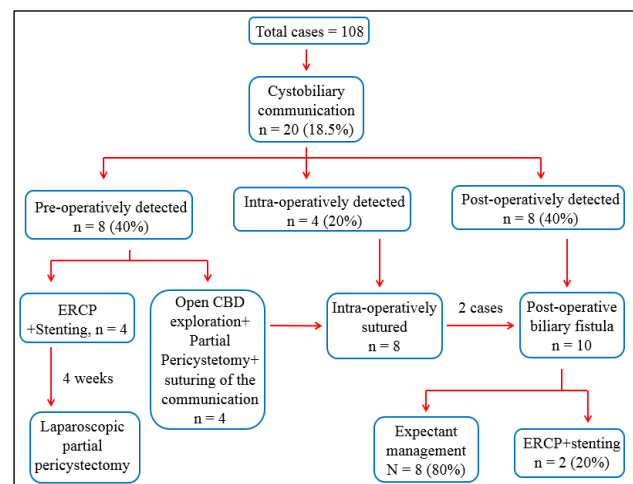 Total cases = 108
Cystobiliary
communication
n = 20 (18.5%)
Pre-operatively detected
n = 8 (40%)
Intra-operatively detected
n = 4 (20%)
Post-operatively detected
n = 8 (40%)
ERCP
+Stenting, n = 4
Open CBD
exploration+
Partial
Pericystetomy+
suturing of the
communication
n = 4
Intra-operatively
sutured
n = 8
2 cases
Post-operative
biliary fistula
n = 10
4 weeks
Laparoscopic
partial
pericystectomy
Expectant
management
N = 8 (80%)
ERCP+stenting
n = 2 (20%)